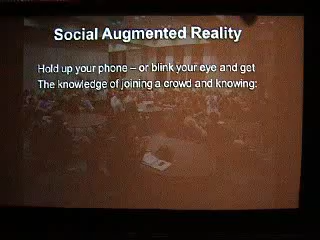 Social Augmented Reality
Hold up your phone – or blink your eye and get
The knowledge of joining a crowd and knowing: